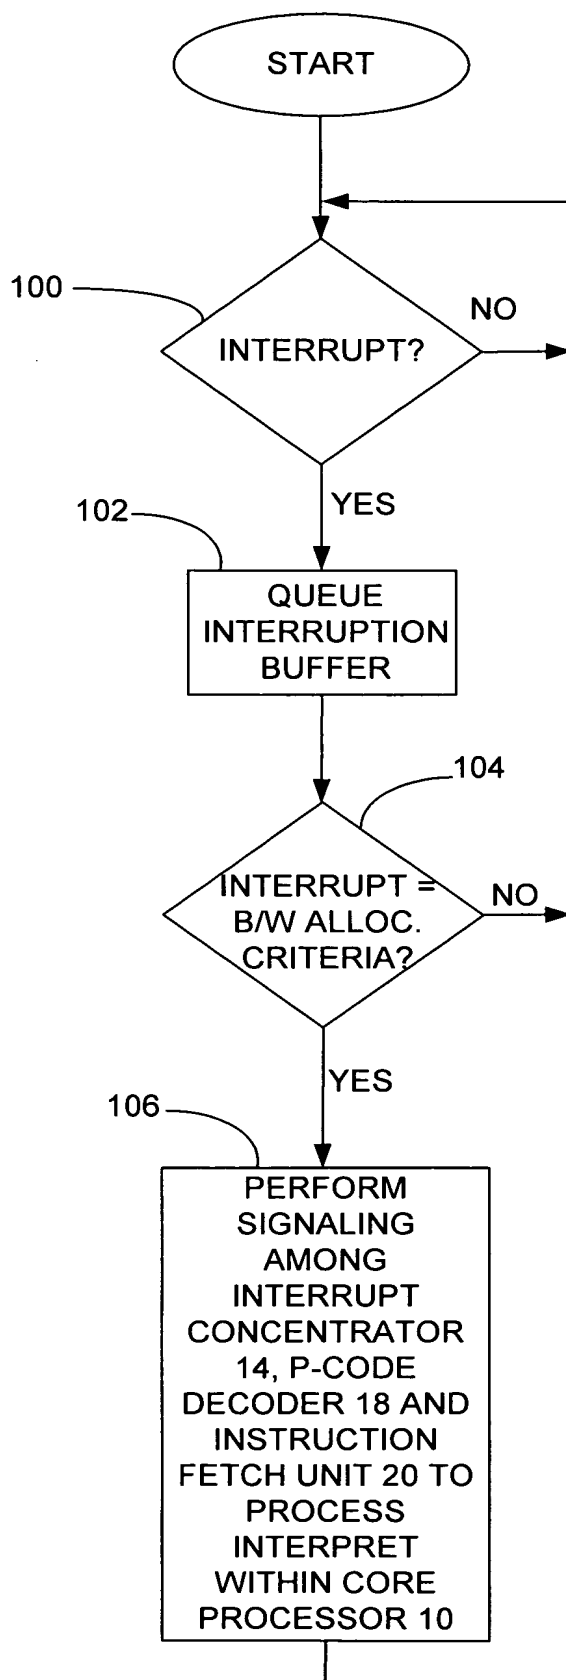 START
100
NO
INTERRUPT?
YES
102
QUEUE
INTERRUPTION
BUFFER
104
INTERRUPT =
B/W ALLOC.
CRITERIA?
NO
YES
106
PERFORM
SIGNALING
AMONG
INTERRUPT
CONCENTRATOR
14, P-CODE
DECODER 18 AND
INSTRUCTION
FETCH UNIT 20 TO
PROCESS
INTERPRET
WITHIN CORE
PROCESSOR 10